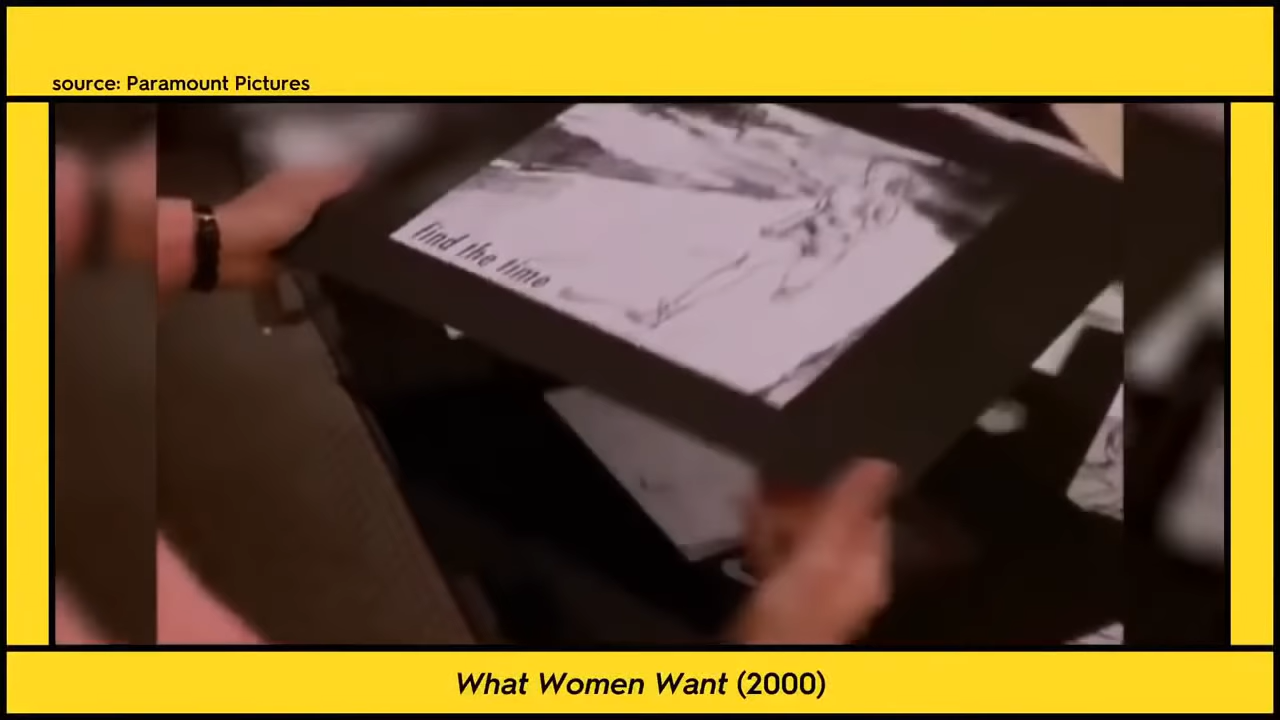 source: Paramount Pictures
find the time
What Women Want (2000)